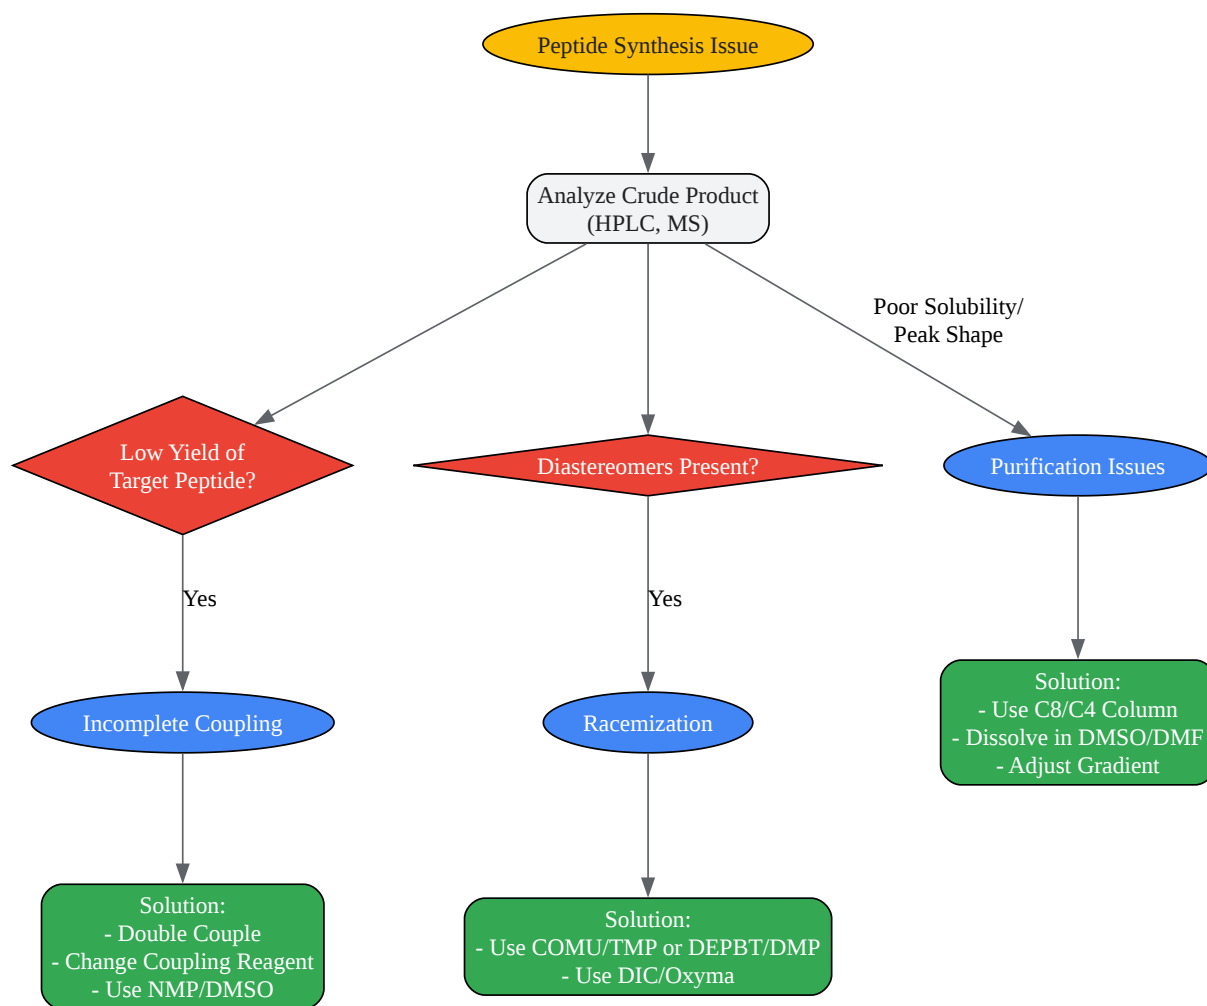 Peptide Synthesis Issue
Analyze Crude Product
(HPLC, MS)
Poor Solubility/
Peak Shape
Low Yield of
Target Peptide?
Diastereomers Present?
Purification Issues
Yes
Yes
Incomplete Coupling
Racemization
Solution:
- Use C8/C4 Column
- Dissolve in DMSO/DMF
- Adjust Gradient
Solution:
- Double Couple
- Change Coupling Reagent
- Use NMP/DMSO
Solution:
- Use COMU/TMP or DEPBT/DMP
- Use DIC/Oxyma